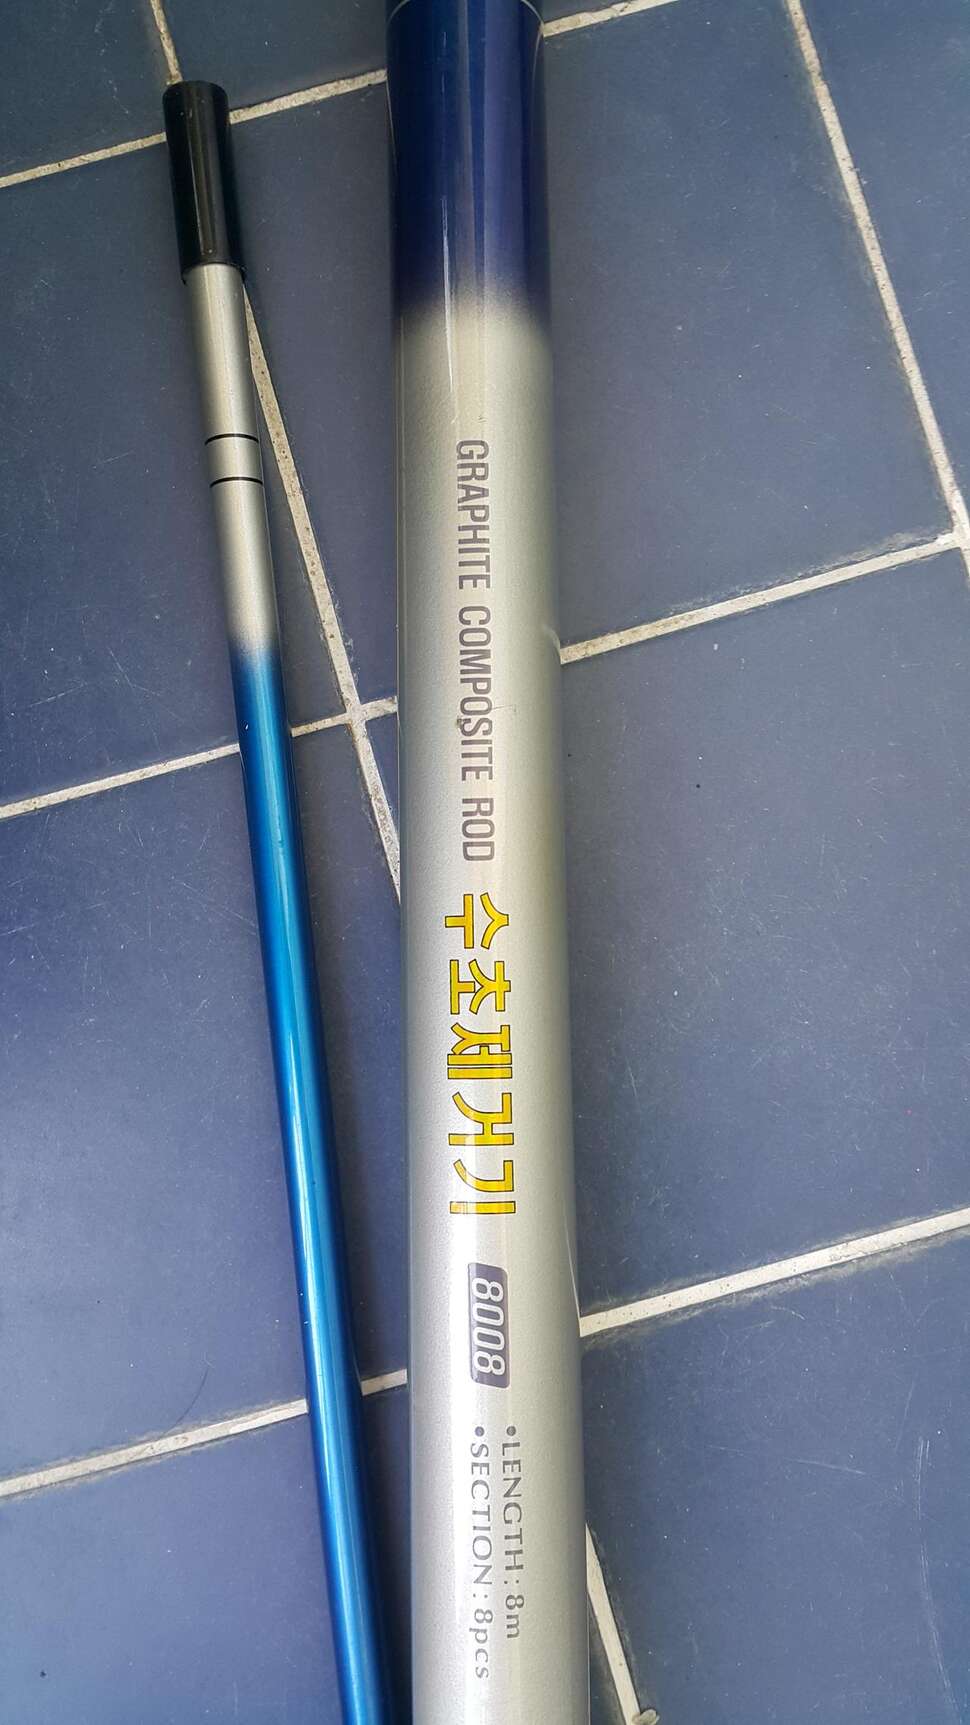 GRAPHITE COMPOSITE ROD 수초제거기 8008
•LENGTH : 8m
•SECTION : 8pcs